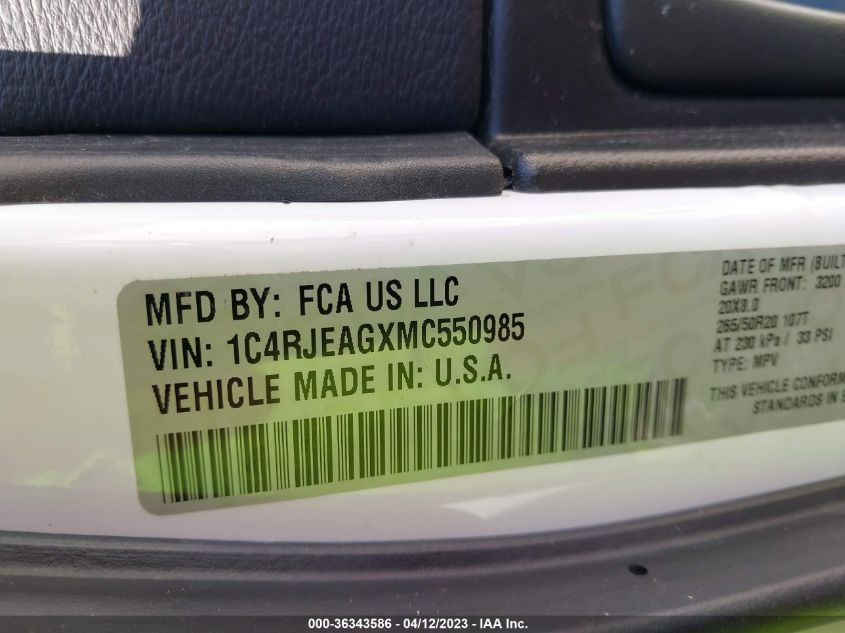 MFD BY: FCA US LLC
VIN: 1C4RJEAGXMC550985
VEHICLE MADE IN: U.S.A.
DATE OF MFR (BUILT
GAWR FRONT: 3200
20X8.0
265/50R20 107T
AT 230 kPa / 33 PSI
TYPE: MPV
THIS VEHICLE CONFORM
STANDARDS IN E
000-36343586 - 04/12/2023 - IAA Inc.